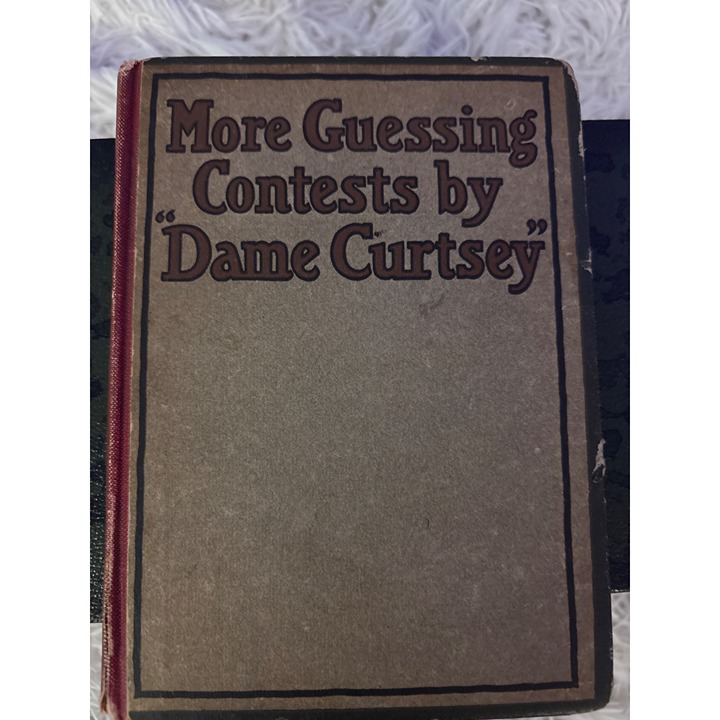 More Guessing
Contests by
“Dame Curtsey”